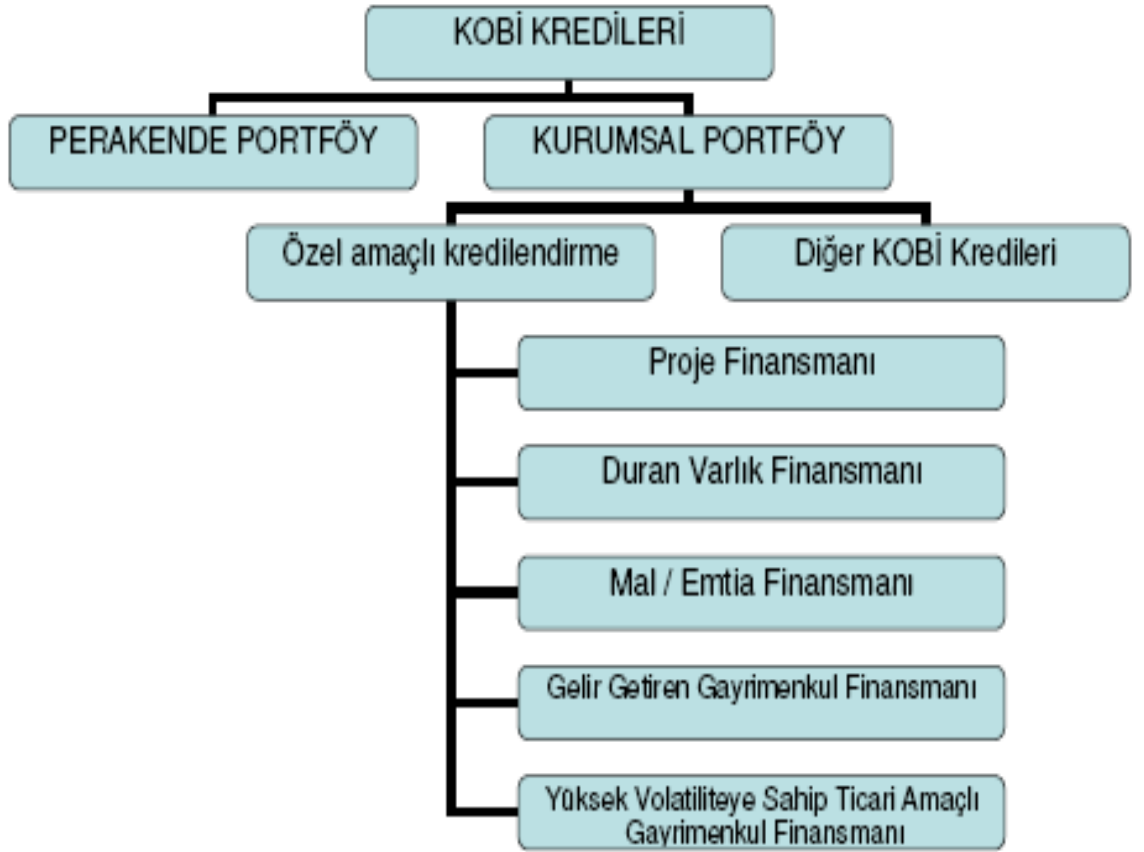 KOBİ KREDİLERİ
PERAKENDE PORTFÖY
KURUMSAL PORTFÖY
Özel amaçlı kredilendirme
Diğer KOBİ Kredileri
Proje Finansmanı
Duran Varlık Finansmanı
Mal / Emtia Finansmanı
Gelir Getiren Gayrimenkul Finansmanı
Yüksek Volatiliteye Sahip Ticari Amaçlı
Gayrimenkul Finansmanı